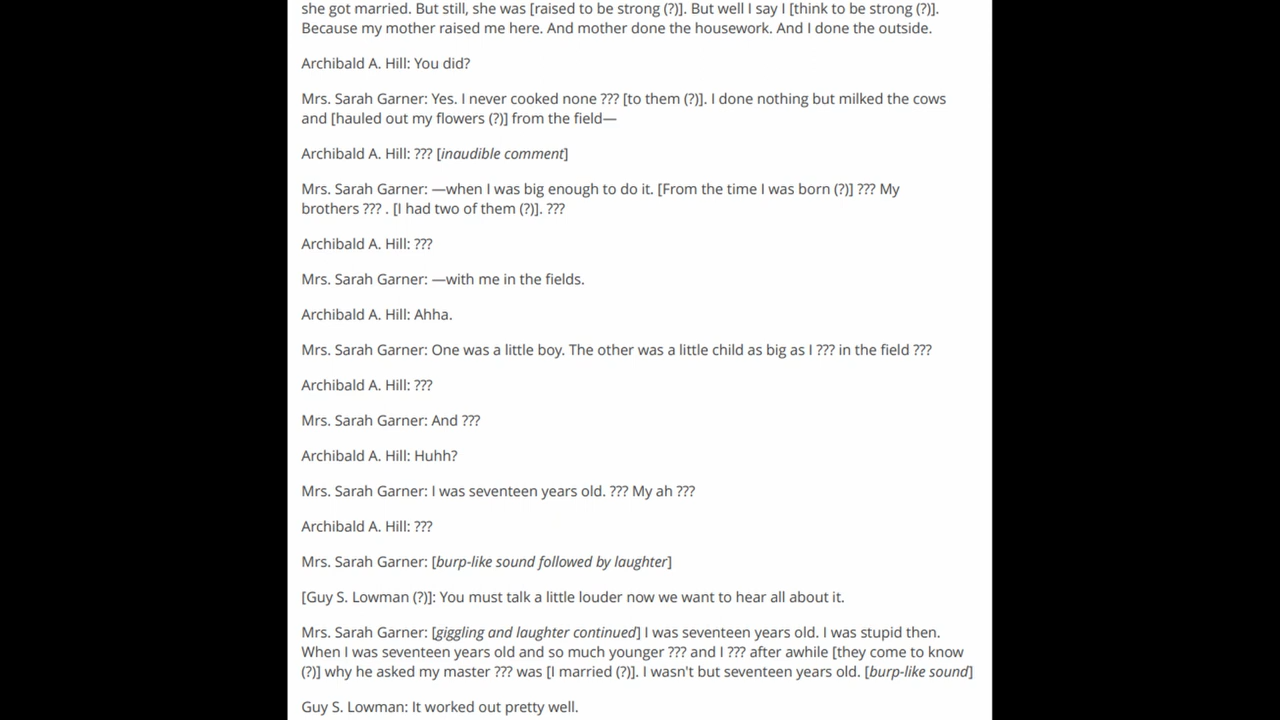 she got married. But still, she was [raised to be strong (?)]. But well I say I [think to be strong (?)].
Because my mother raised me here. And mother done the housework. And I done the outside.
Archibald A. Hill: You did?
Mrs. Sarah Garner: Yes. I never cooked none ??? [to them (?)]. I done nothing but milked the cows
and [hauled out my flowers (?)] from the field—
Archibald A. Hill: ??? [inaudible comment]
Mrs. Sarah Garner: —when I was big enough to do it. [From the time I was born (?)] ??? My
brothers ??? . [I had two of them (?)]. ???
Archibald A. Hill: ???
Mrs. Sarah Garner: —with me in the fields.
Archibald A. Hill: Ahha.
Mrs. Sarah Garner: One was a little boy. The other was a little child as big as I ??? in the field ???
Archibald A. Hill: ???
Mrs. Sarah Garner: And ???
Archibald A. Hill: Huhh?
Mrs. Sarah Garner: I was seventeen years old. ??? My ah ???
Archibald A. Hill: ???
Mrs. Sarah Garner: [burp-like sound followed by laughter]
[Guy S. Lowman (?)]: You must talk a little louder now we want to hear all about it.
Mrs. Sarah Garner: [giggling and laughter continued] I was seventeen years old. I was stupid then.
When I was seventeen years old and so much younger ??? and I ??? after awhile [they come to know
(?)] why he asked my master ??? was [I married (?)]. I wasn't but seventeen years old. [burp-like sound]
Guy S. Lowman: It worked out pretty well.